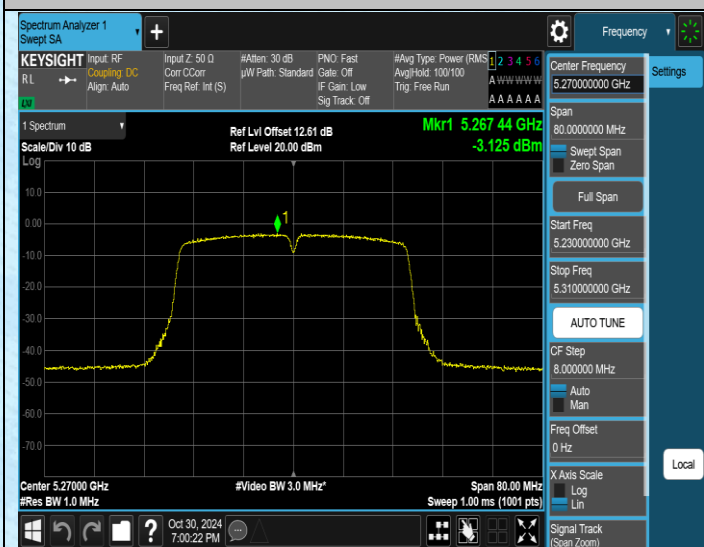 Spectrum Analyzer 1
Swept SA
+
Frequency
KEYSIGHT
RL
LXI
Input: RF
Coupling: DC
Align: Auto
Input Z: 50 Ω
Corr CCorr
Freq Ref: Int (S)
#Atten: 30 dB
µW Path: Standard
PNO: Fast
Gate: Off
IF Gain: Low
Sig Track: Off
#Avg Type: Power (RMS
Avg|Hold: 100/100
Trig: Free Run
1 2 3 4 5 6
A W W W W W
A A A A A A
1 Spectrum
Scale/Div 10 dB
Log
Ref Lvl Offset 12.61 dB
Ref Level 20.00 dBm
Mkr1 5.267 44 GHz
-3.125 dBm
10.0
0.00
-10.0
-20.0
-30.0
-40.0
-50.0
-60.0
-70.0
1
Center 5.27000 GHz
#Res BW 1.0 MHz
#Video BW 3.0 MHz*
Span 80.00 MHz
Sweep 1.00 ms (1001 pts)
Center Frequency
5.270000000 GHz
Settings
Span
80.0000000 MHz
Swept Span
Zero Span
Full Span
Start Freq
5.230000000 GHz
Stop Freq
5.310000000 GHz
AUTO TUNE
CF Step
8.000000 MHz
Auto
Man
Freq Offset
0 Hz
X Axis Scale
Log
Lin
Signal Track
(Span Zoom)
Local
?
Oct 30, 2024
7:00:22 PM